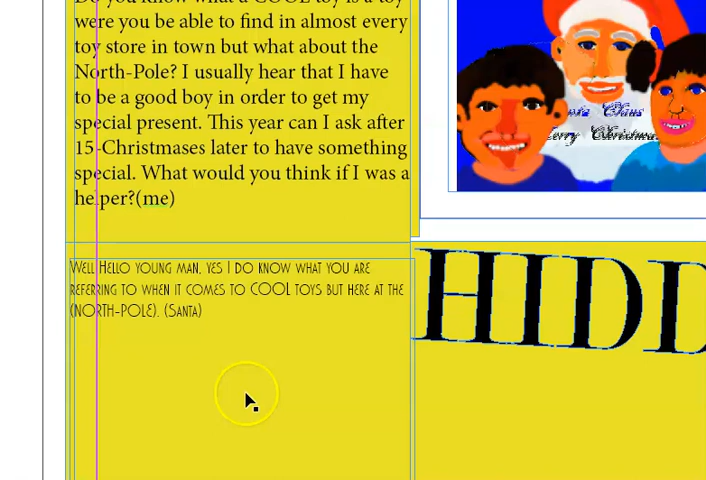 Do you know what a COOL toy is a toy
were you be able to find in almost every
toy store in town but what about the
North-Pole? I usually hear that I have
to be a good boy in order to get my
special present. This year can I ask after
15-Christmases later to have something
special. What would you think if I was a
helper?(me)
Santa Claus
Merry Christmas
Well Hello young man, yes I do know what you are
referring to when it comes to COOL toys but here at the
(North-Pole). (Santa)
HIDD